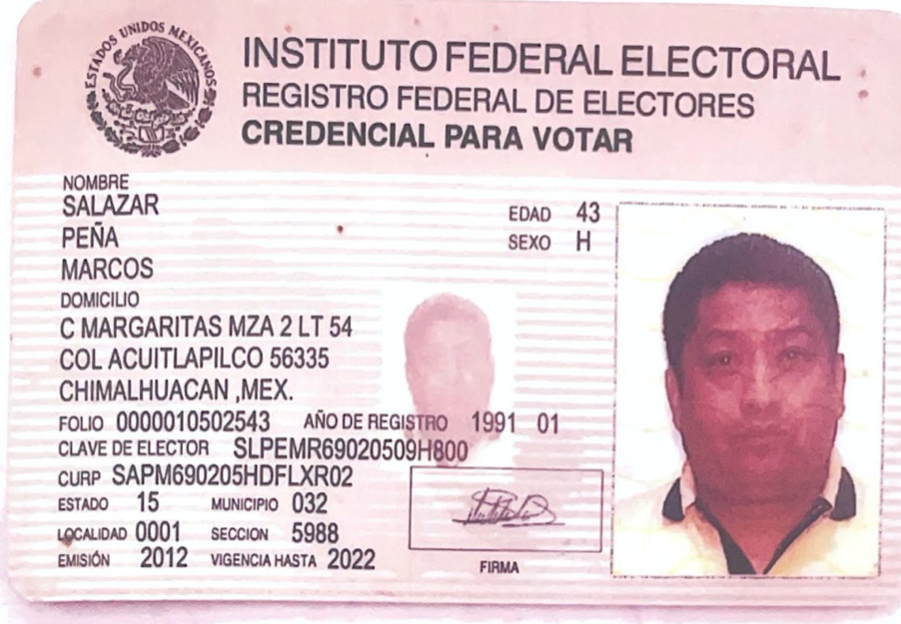 ESTADOS UNIDOS MEXICANOS
INSTITUTO FEDERAL ELECTORAL
REGISTRO FEDERAL DE ELECTORES
CREDENCIAL PARA VOTAR
NOMBRE
SALAZAR
PEÑA
MARCOS
EDAD 43
SEXO H
DOMICILIO
C MARGARITAS MZA 2 LT 54
COL ACUITLAPILCO 56335
CHIMALHUACAN ,MEX.
FOLIO 0000010502543 AÑO DE REGISTRO 1991 01
CLAVE DE ELECTOR SLPEMR69020509H800
CURP SAPM690205HDFLXR02
ESTADO 15 MUNICIPIO 032
LOCALIDAD 0001 SECCION 5988
EMISIÓN 2012 VIGENCIA HASTA 2022
FIRMA